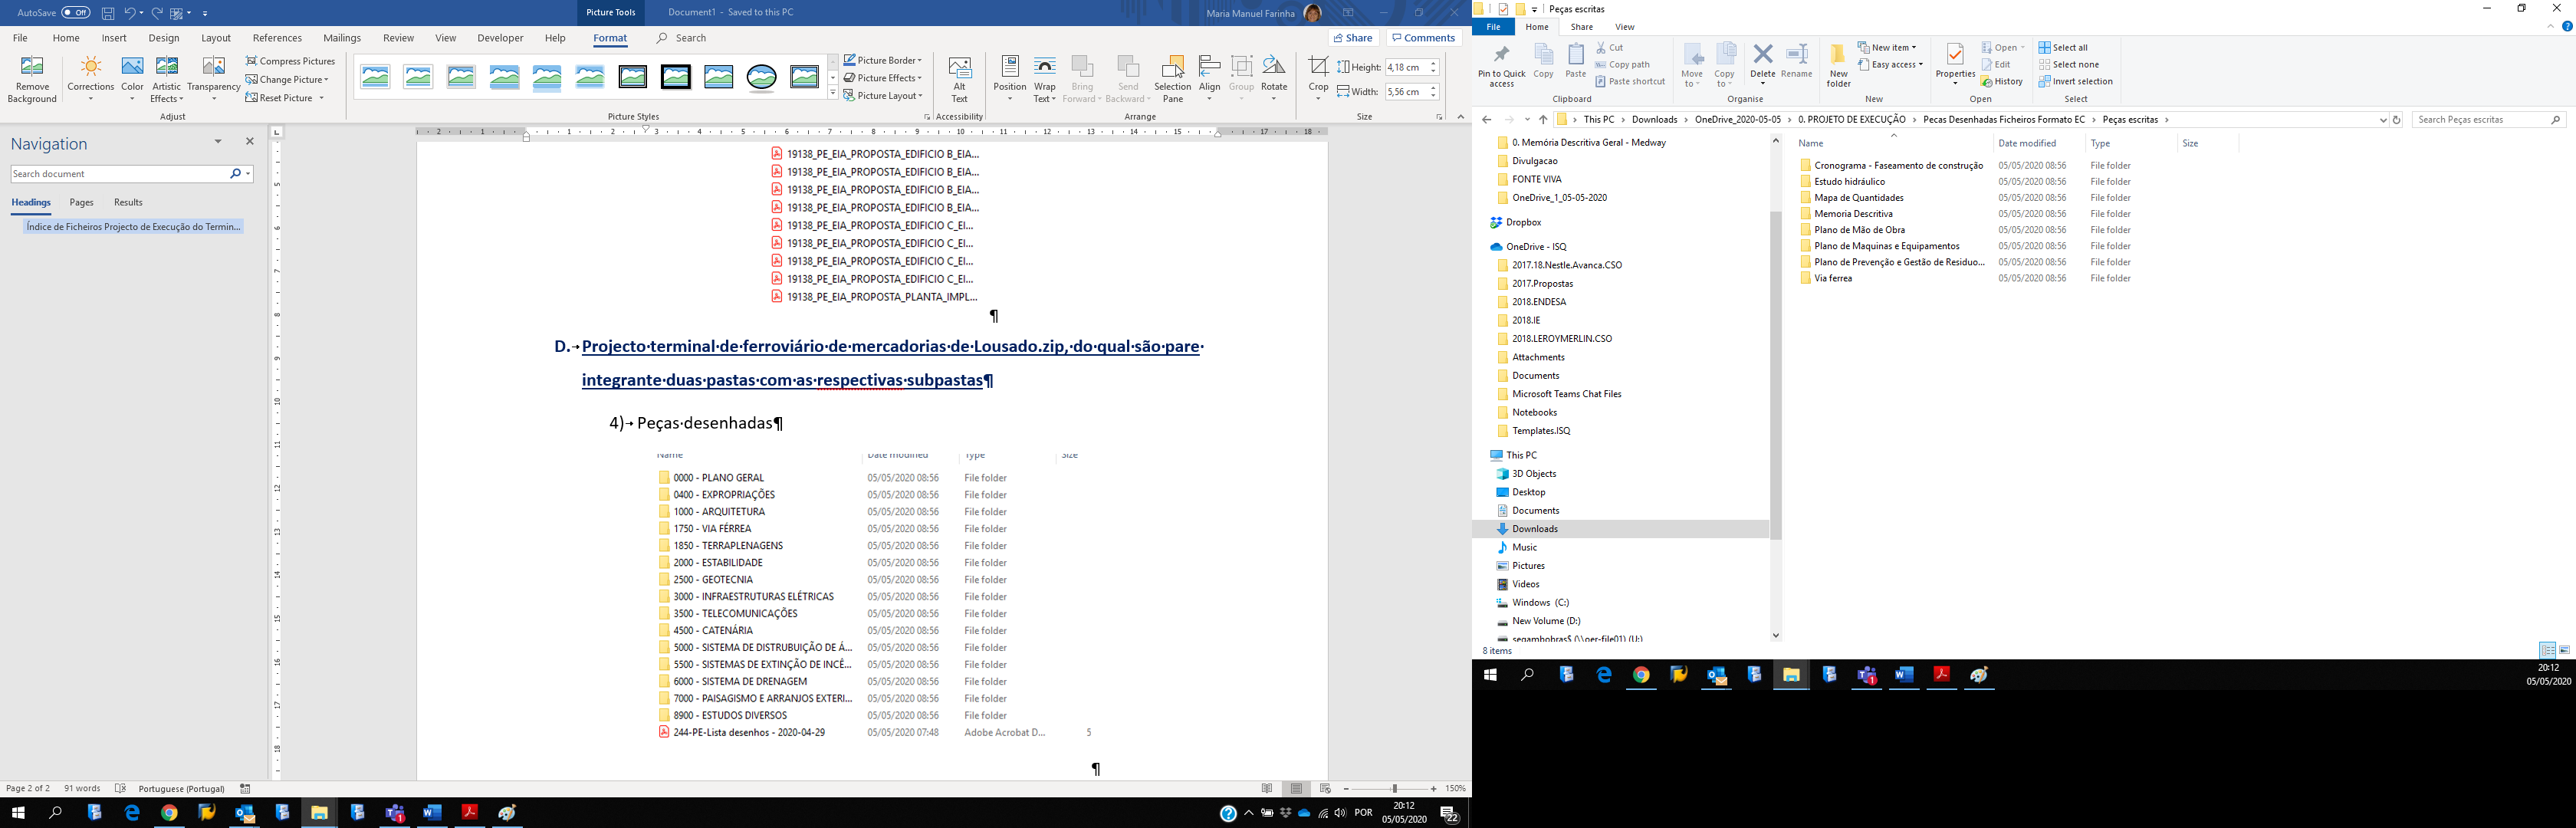 AutoSave Off
Picture Tools
Document1 - Saved to this PC
Maria Manuel Farinha
File Home Insert Design Layout References Mailings Review View Developer Help Format Search
Share Comments
Remove Background
Corrections
Color
Artistic Effects
Transparency
Compress Pictures
Change Picture
Reset Picture
Adjust
Picture Styles
Picture Border
Picture Effects
Picture Layout
Alt Text
Accessibility
Position
Wrap Text
Bring Forward
Send Backward
Selection Pane
Align
Group
Rotate
Arrange
Crop
Height: 4,18 cm
Width: 5,56 cm
Size
Navigation
Search document
Headings Pages Results
Índice de Ficheiros Projecto de Execução do Termin...
19138_PE_EIA_PROPOSTA_EDIFICIO B_EIA...
19138_PE_EIA_PROPOSTA_EDIFICIO B_EIA...
19138_PE_EIA_PROPOSTA_EDIFICIO B_EIA...
19138_PE_EIA_PROPOSTA_EDIFICIO B_EIA...
19138_PE_EIA_PROPOSTA_EDIFICIO C_EI...
19138_PE_EIA_PROPOSTA_EDIFICIO C_EI...
19138_PE_EIA_PROPOSTA_EDIFICIO C_EI...
19138_PE_EIA_PROPOSTA_EDIFICIO C_EI...
19138_PE_EIA_PROPOSTA_PLANTA_IMPL...
¶
D.→Projecto·terminal·de·ferroviário·de·mercadorias·de·Lousado.zip,·do·qual·são·pare·
integrante·duas·pastas·com·as·respectivas·subpastas¶
4)→Peças·desenhadas¶
Name Date modified Type Size
0000 - PLANO GERAL 05/05/2020 08:56 File folder
0400 - EXPROPRIAÇÕES 05/05/2020 08:56 File folder
1000 - ARQUITETURA 05/05/2020 08:56 File folder
1750 - VIA FÉRREA 05/05/2020 08:56 File folder
1850 - TERRAPLENAGENS 05/05/2020 08:56 File folder
2000 - ESTABILIDADE 05/05/2020 08:56 File folder
2500 - GEOTECNIA 05/05/2020 08:56 File folder
3000 - INFRAESTRUTURAS ELÉTRICAS 05/05/2020 08:56 File folder
3500 - TELECOMUNICAÇÕES 05/05/2020 08:56 File folder
4500 - CATENÁRIA 05/05/2020 08:56 File folder
5000 - SISTEMA DE DISTRUBUIÇÃO DE Á... 05/05/2020 08:56 File folder
5500 - SISTEMAS DE EXTINÇÃO DE INCÊ... 05/05/2020 08:56 File folder
6000 - SISTEMA DE DRENAGEM 05/05/2020 08:56 File folder
7000 - PAISAGISMO E ARRANJOS EXTERI... 05/05/2020 08:56 File folder
8900 - ESTUDOS DIVERSOS 05/05/2020 08:56 File folder
244-PE-Lista desenhos - 2020-04-29 05/05/2020 07:48 Adobe Acrobat D... 5
¶
Page 2 of 2 91 words Portuguese (Portugal)
150%
POR
20:12
05/05/2020
22
Peças escritas
File Home Share View
Pin to Quick access
Copy
Paste
Cut
Copy path
Paste shortcut
Clipboard
Move to
Copy to
Delete
Rename
Organise
New folder
New item
Easy access
New
Properties
Open
Edit
History
Open
Select all
Select none
Invert selection
Select
This PC > Downloads > OneDrive_2020-05-05 > 0. PROJETO DE EXECUÇÃO > Pecas Desenhadas Ficheiros Formato EC > Peças escritas >
Search Peças escritas
0. Memória Descritiva Geral - Medway
Divulgacao
FONTE VIVA
OneDrive_1_05-05-2020
Dropbox
OneDrive - ISQ
2017.18.Nestle.Avanca.CSO
2017.Propostas
2018.ENDESA
2018.IE
2018.LEROYMERLIN.CSO
Attachments
Documents
Microsoft Teams Chat Files
Notebooks
Templates.ISQ
This PC
3D Objects
Desktop
Documents
Downloads
Music
Pictures
Videos
Windows (C:)
New Volume (D:)
segambohras$ (\\oer-file01) (U:)
Name Date modified Type Size
Cronograma - Faseamento de construção 05/05/2020 08:56 File folder
Estudo hidráulico 05/05/2020 08:56 File folder
Mapa de Quantidades 05/05/2020 08:56 File folder
Memoria Descritiva 05/05/2020 08:56 File folder
Plano de Mão de Obra 05/05/2020 08:56 File folder
Plano de Maquinas e Equipamentos 05/05/2020 08:56 File folder
Plano de Prevenção e Gestão de Residuo... 05/05/2020 08:56 File folder
Via ferrea 05/05/2020 08:56 File folder
8 items
20:12
05/05/2020